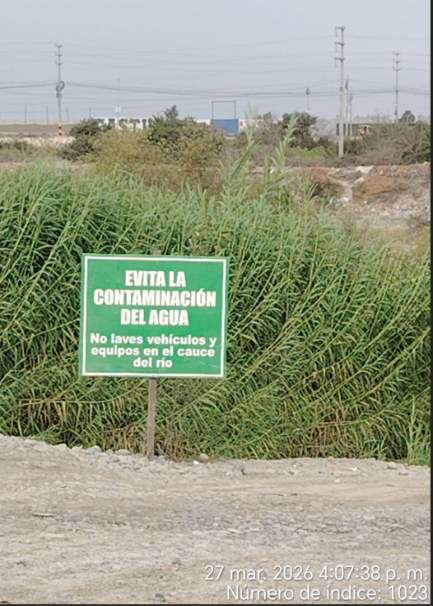 EVITA LA
CONTAMINACIÓN
DEL AGUA
No laves vehículos y
equipos en el cauce
del río
27 mar. 2026 4:07:38 p. m.
Número de índice: 1023